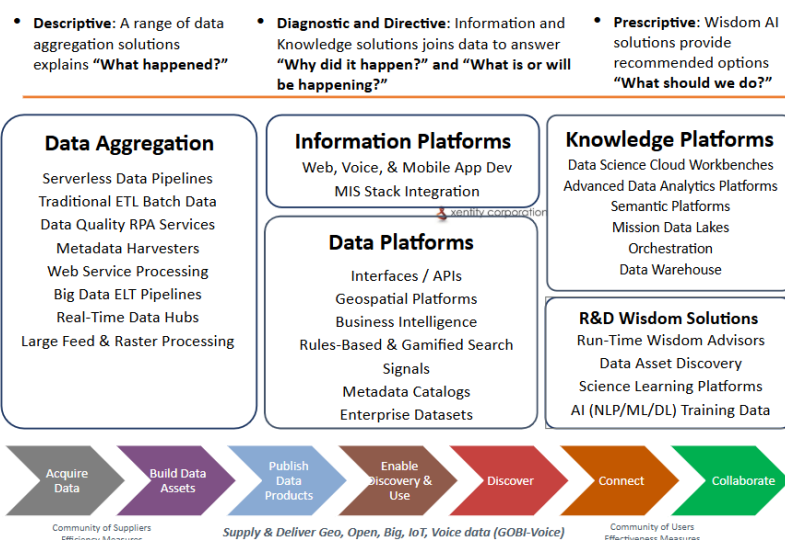 • Descriptive: A range of data
aggregation solutions
explains “What happened?”
• Diagnostic and Directive: Information and
Knowledge solutions joins data to answer
“Why did it happen?” and “What is or will
be happening?”
• Prescriptive: Wisdom AI
solutions provide
recommended options
“What should we do?”
Data Aggregation
Serverless Data Pipelines
Traditional ETL Batch Data
Data Quality RPA Services
Metadata Harvesters
Web Service Processing
Big Data ELT Pipelines
Real-Time Data Hubs
Large Feed & Raster Processing
Information Platforms
Web, Voice, & Mobile App Dev
MIS Stack Integration
xentity corporation
Data Platforms
Interfaces / APIs
Geospatial Platforms
Business Intelligence
Rules-Based & Gamified Search
Signals
Metadata Catalogs
Enterprise Datasets
Knowledge Platforms
Data Science Cloud Workbenches
Advanced Data Analytics Platforms
Semantic Platforms
Mission Data Lakes
Orchestration
Data Warehouse
R&D Wisdom Solutions
Run-Time Wisdom Advisors
Data Asset Discovery
Science Learning Platforms
AI (NLP/ML/DL) Training Data
Acquire
Data
Build Data
Assets
Publish
Data
Products
Enable
Discovery &
Use
Discover
Connect
Collaborate
Community of Suppliers
Efficiency Measures
Supply & Deliver Geo, Open, Big, IoT, Voice data (GOBI-Voice)
Community of Users
Effectiveness Measures